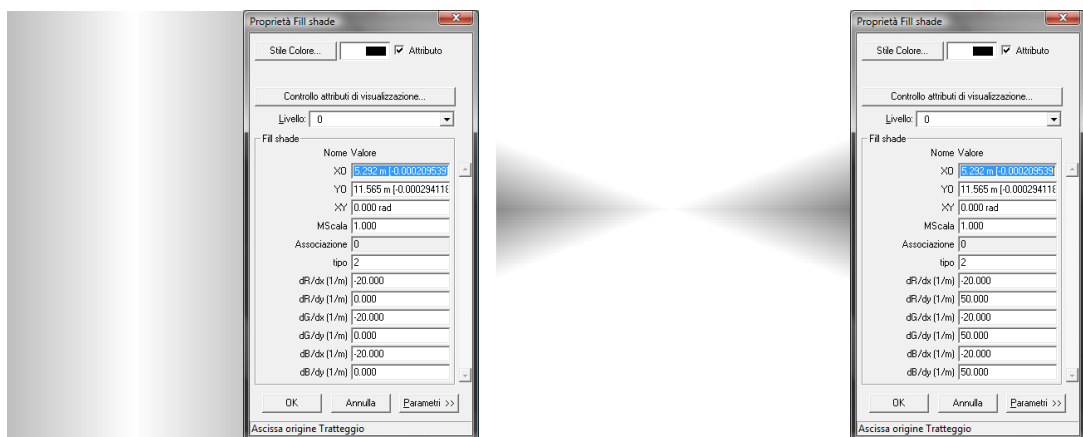 Proprietà Fill shade
Stile Colore...
Attributo
Controllo attributi di visualizzazione...
Livello: 0
Fill shade
Nome Valore
X0 5.292 m [-0.000209539
Y0 11.565 m [-0.000294118
XY 0.000 rad
MScala 1.000
Associazione 0
tipo 2
dR/dx (1/m) -20.000
dR/dy (1/m) 0.000
dG/dx (1/m) -20.000
dG/dy (1/m) 0.000
dB/dx (1/m) -20.000
dB/dy (1/m) 0.000
OK Annulla Parametri >>
Ascissa origine Tratteggio
Proprietà Fill shade
Stile Colore...
Attributo
Controllo attributi di visualizzazione...
Livello: 0
Fill shade
Nome Valore
X0 5.292 m [-0.000209539
Y0 11.565 m [-0.000294118
XY 0.000 rad
MScala 1.000
Associazione 0
tipo 2
dR/dx (1/m) -20.000
dR/dy (1/m) 50.000
dG/dx (1/m) -20.000
dG/dy (1/m) 50.000
dB/dx (1/m) -20.000
dB/dy (1/m) 50.000
OK Annulla Parametri >>
Ascissa origine Tratteggio